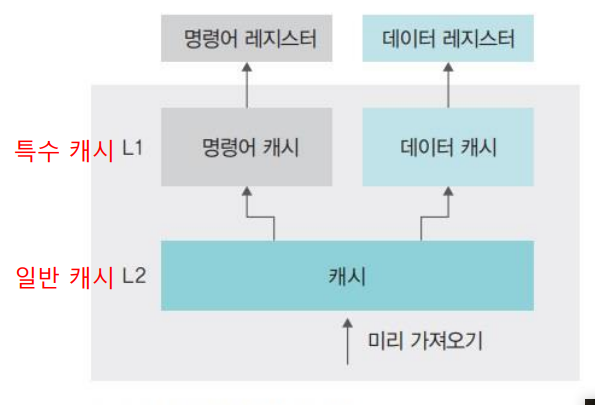 명령어 레지스터
데이터 레지스터
특수 캐시 L1
명령어 캐시
데이터 캐시
일반 캐시 L2
캐시
미리 가져오기